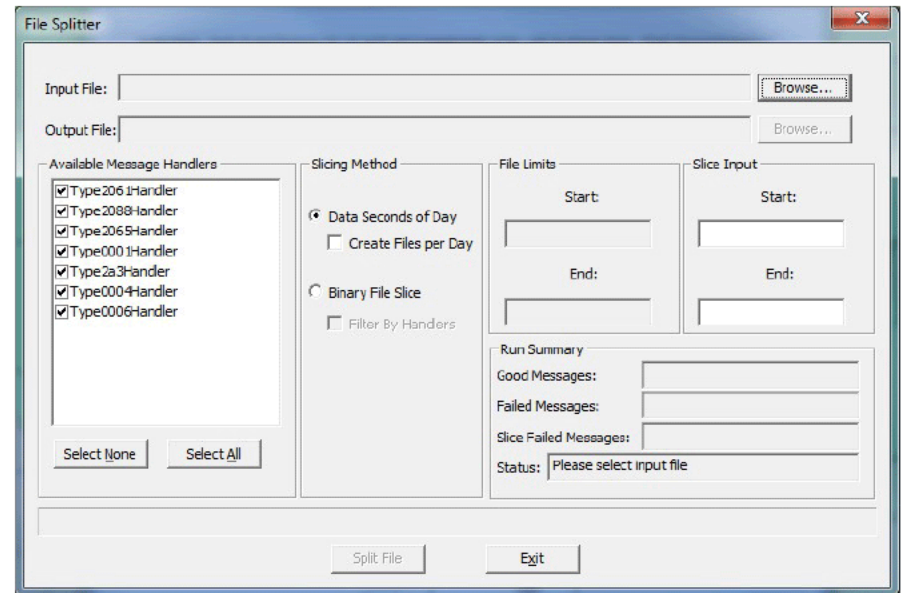 File Splitter
Input File:
Browse...
Output File:
Browse...
Available Message Handlers
Type2061Handler
Type2088Handler
Type2065Handler
Type0001Handler
Type2a3Handler
Type0004Handler
Type0006Handler
Select None
Select All
Slicing Method
Data Seconds of Day
Create Files per Day
Binary File Slice
Filter By Handers
File Limits
Start:
End:
Slice Input
Start:
End:
Run Summary
Good Messages:
Failed Messages:
Slice Failed Messages:
Status: Please select input file
Split File
Exit